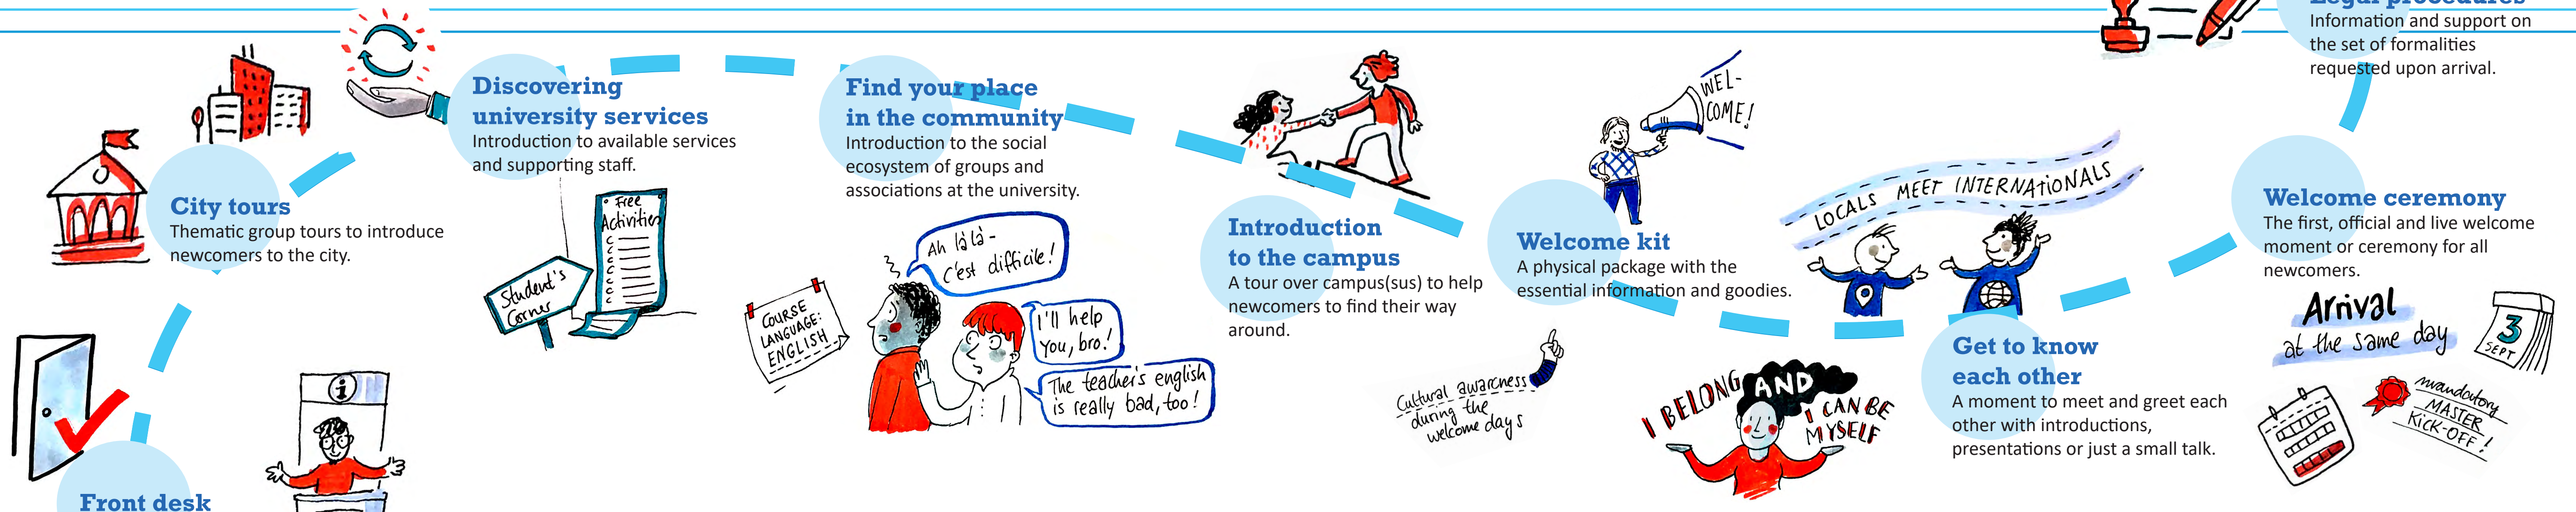 Legal procedures
Information and support on
the set of formalities
requested upon arrival.
Discovering
university services
Introduction to available services
and supporting staff.
Find your place
in the community
Introduction to the social
ecosystem of groups and
associations at the university.
WEL-
COME!
City tours
Thematic group tours to introduce
newcomers to the city.
Free
Activities
Student's
Corner
Ah làlà-
C'est difficile!
COURSE
LANGUAGE:
ENGLISH
I'll help
You, bro!
The teacher's english
is really bad, too!
Introduction
to the campus
A tour over campus(sus) to help
newcomers to find their way
around.
Welcome kit
A physical package with the
essential information and goodies.
LOCALS MEET INTERNATiONALS
Welcome ceremony
The first, official and live welcome
moment or ceremony for all
newcomers.
Arrival
at the same day
3
SEPT
Cultural awareness
during the
welcome days
I BELONG AND
I CAN BE
MYSELF
Get to know
each other
A moment to meet and greet each
other with introductions,
presentations or just a small talk.
mandatory
MASTER
KICK-OFF!
i
Front desk